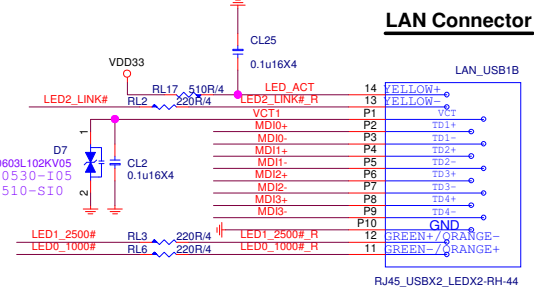 LAN Connector
CL25
0.1u16X4
VDD33
LAN_USB1B
RL17 510R/4 LED_ACT 14 YELLOW+
LED2_LINK# RL2 220R/4 LED2_LINK#_R 13 YELLOW-
VCT1 P1 VCT
MDI0+ P2 TD1+
MDI0- P3 TD1-
MDI1+ P4 TD2+
MDI1- P5 TD2-
MDI2+ P6 TD3+
MDI2- P7 TD3-
MDI3+ P8 TD4+
MDI3- P9 TD4-
1
D7
0603L102KV05
0530-I05
510-SI0
2
CL2
0.1u16X4
P10 GND
LED1_2500# RL3 220R/4 LED1_2500#_R 12 GREEN+/ORANGE-
LED0_1000# RL6 220R/4 LED0_1000#_R 11 GREEN-/ORANGE+
RJ45_USBX2_LEDX2-RH-44